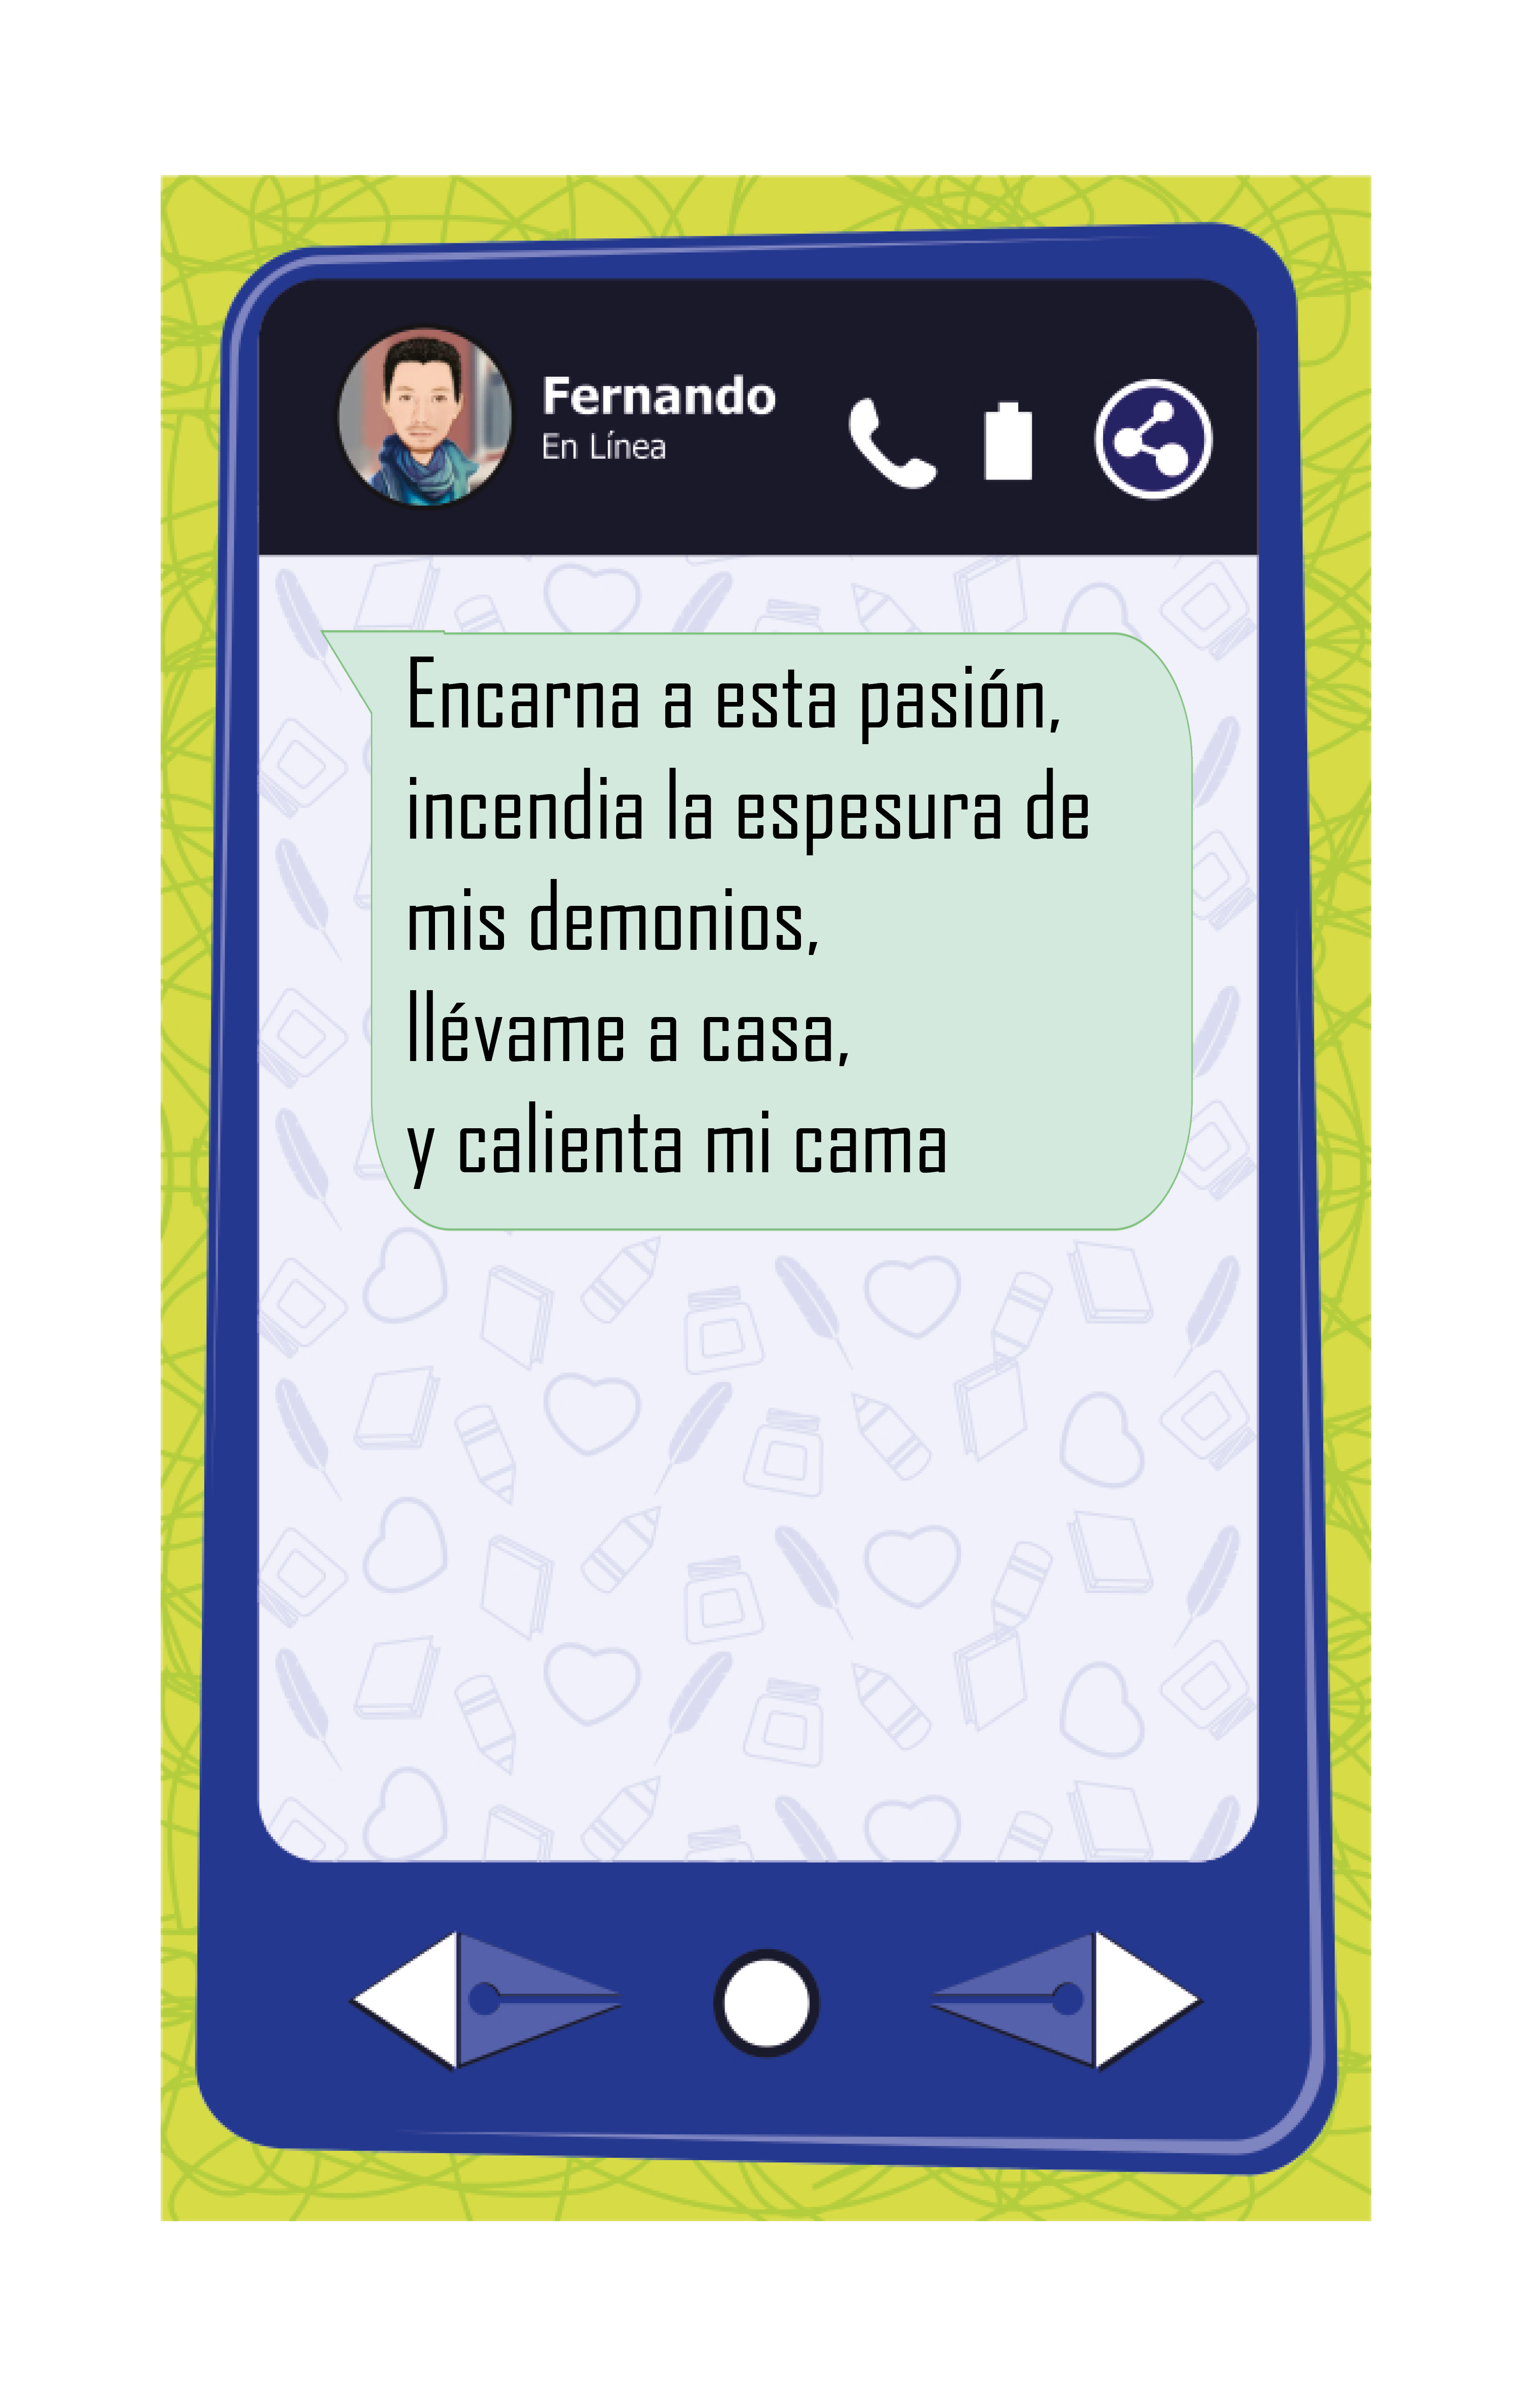 Fernando
En Línea
Encarna a esta pasión,
incendia la espesura de
mis demonios,
llévame a casa,
y calienta mi cama